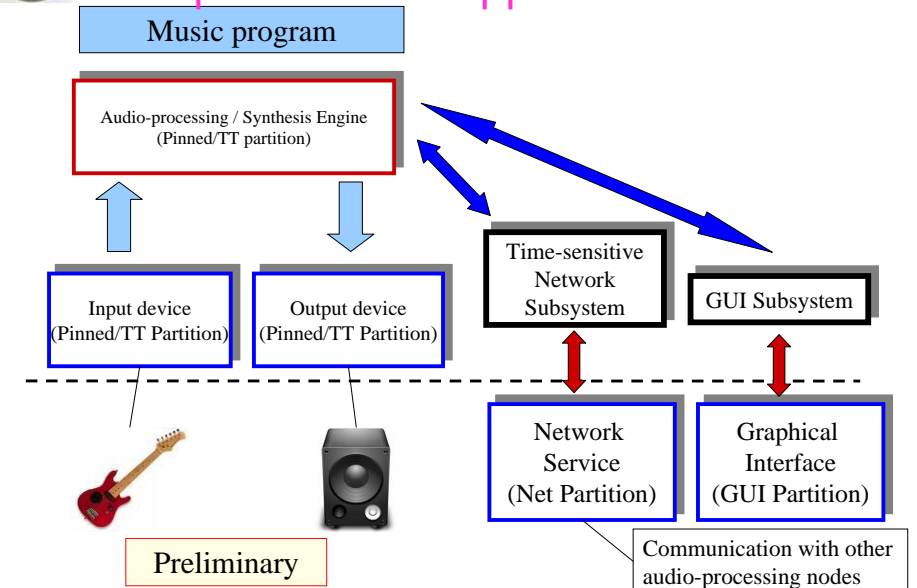 Music program
Audio-processing / Synthesis Engine
(Pinned/TT partition)
Time-sensitive
Network
Subsystem
GUI Subsystem
Input device
(Pinned/TT Partition)
Output device
(Pinned/TT Partition)
Network
Service
(Net Partition)
Graphical
Interface
(GUI Partition)
Preliminary
Communication with other
audio-processing nodes